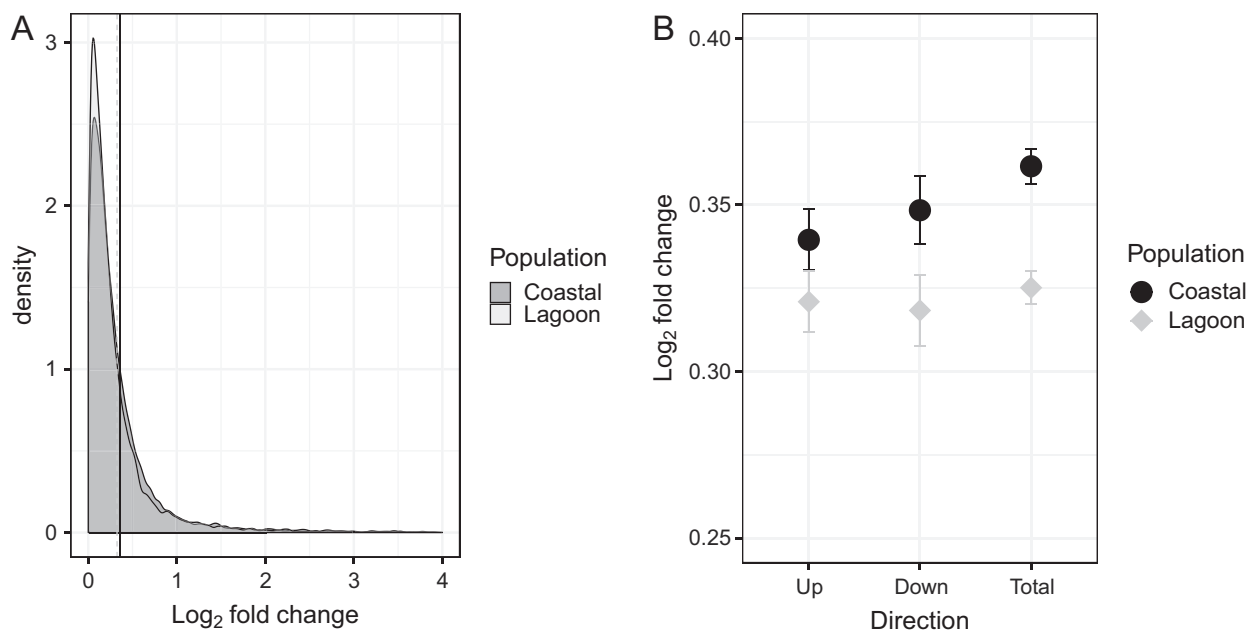 A
3
2
1
0
density
0 1 2 3 4
Log₂ fold change
Population
Coastal
Lagoon
B
0.40
0.35
0.30
0.25
Log₂ fold change
Up Down Total
Direction
Population
Coastal
Lagoon